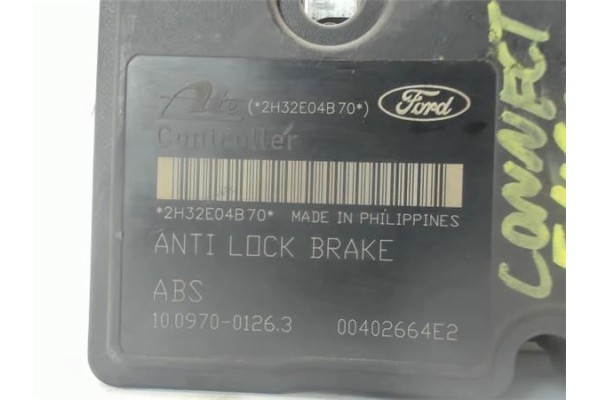 Ate (*2H32E04B70*) Ford
Controller
*2H32E04B70* MADE IN PHILIPPINES
ANTI LOCK BRAKE
ABS
10.0970-0126.3 00402664E2
CONNECT